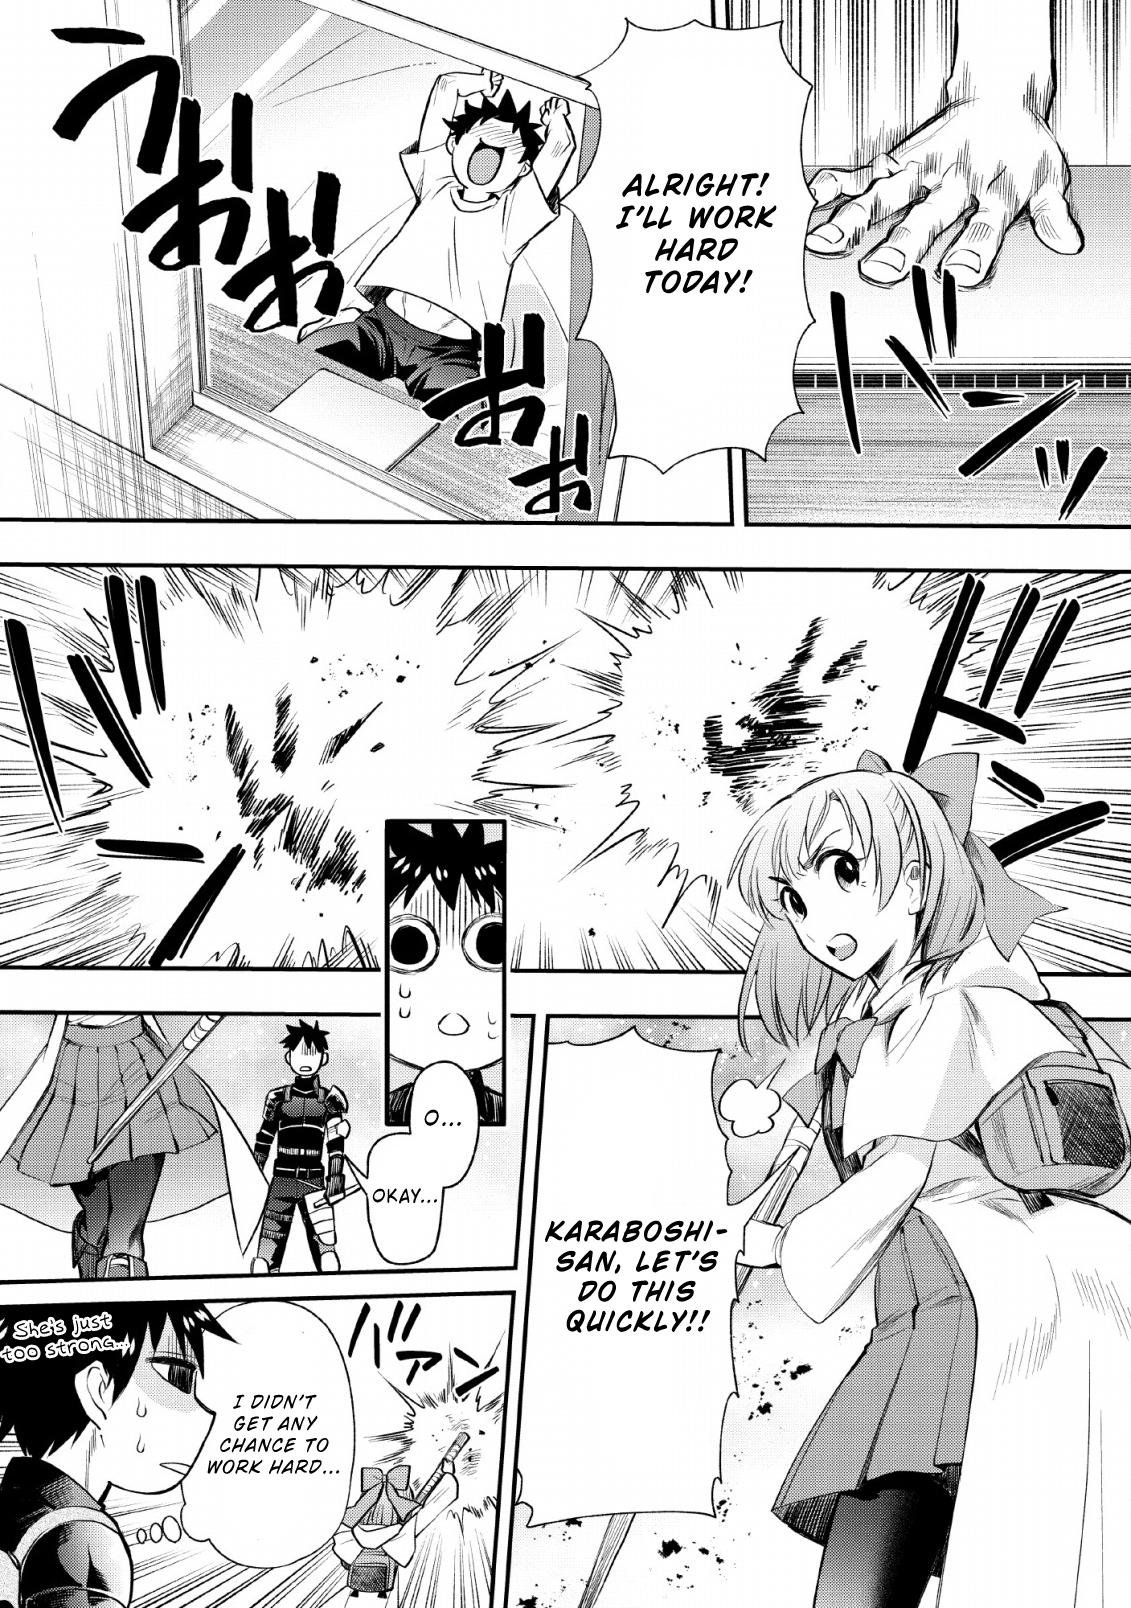 バンッ
ALRIGHT!
I'LL WORK
HARD
TODAY!
うおおおお
ドドドン
KARABOSHI-
SAN, LET'S
DO THIS
QUICKLY!!
O...
OKAY...
バァン
I DIDN'T
GET ANY
CHANCE TO
WORK HARD...
She's just
too strong...